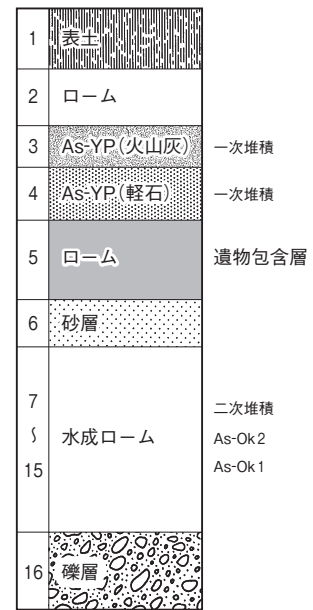 1 表土
2 ローム
3 As-YP（火山灰） 一次堆積
4 As-YP（軽石） 一次堆積
5 ローム 遺物包含層
6 砂層
7
〜
15
水成ローム
二次堆積
As-Ok2
As-Ok1
16 礫層